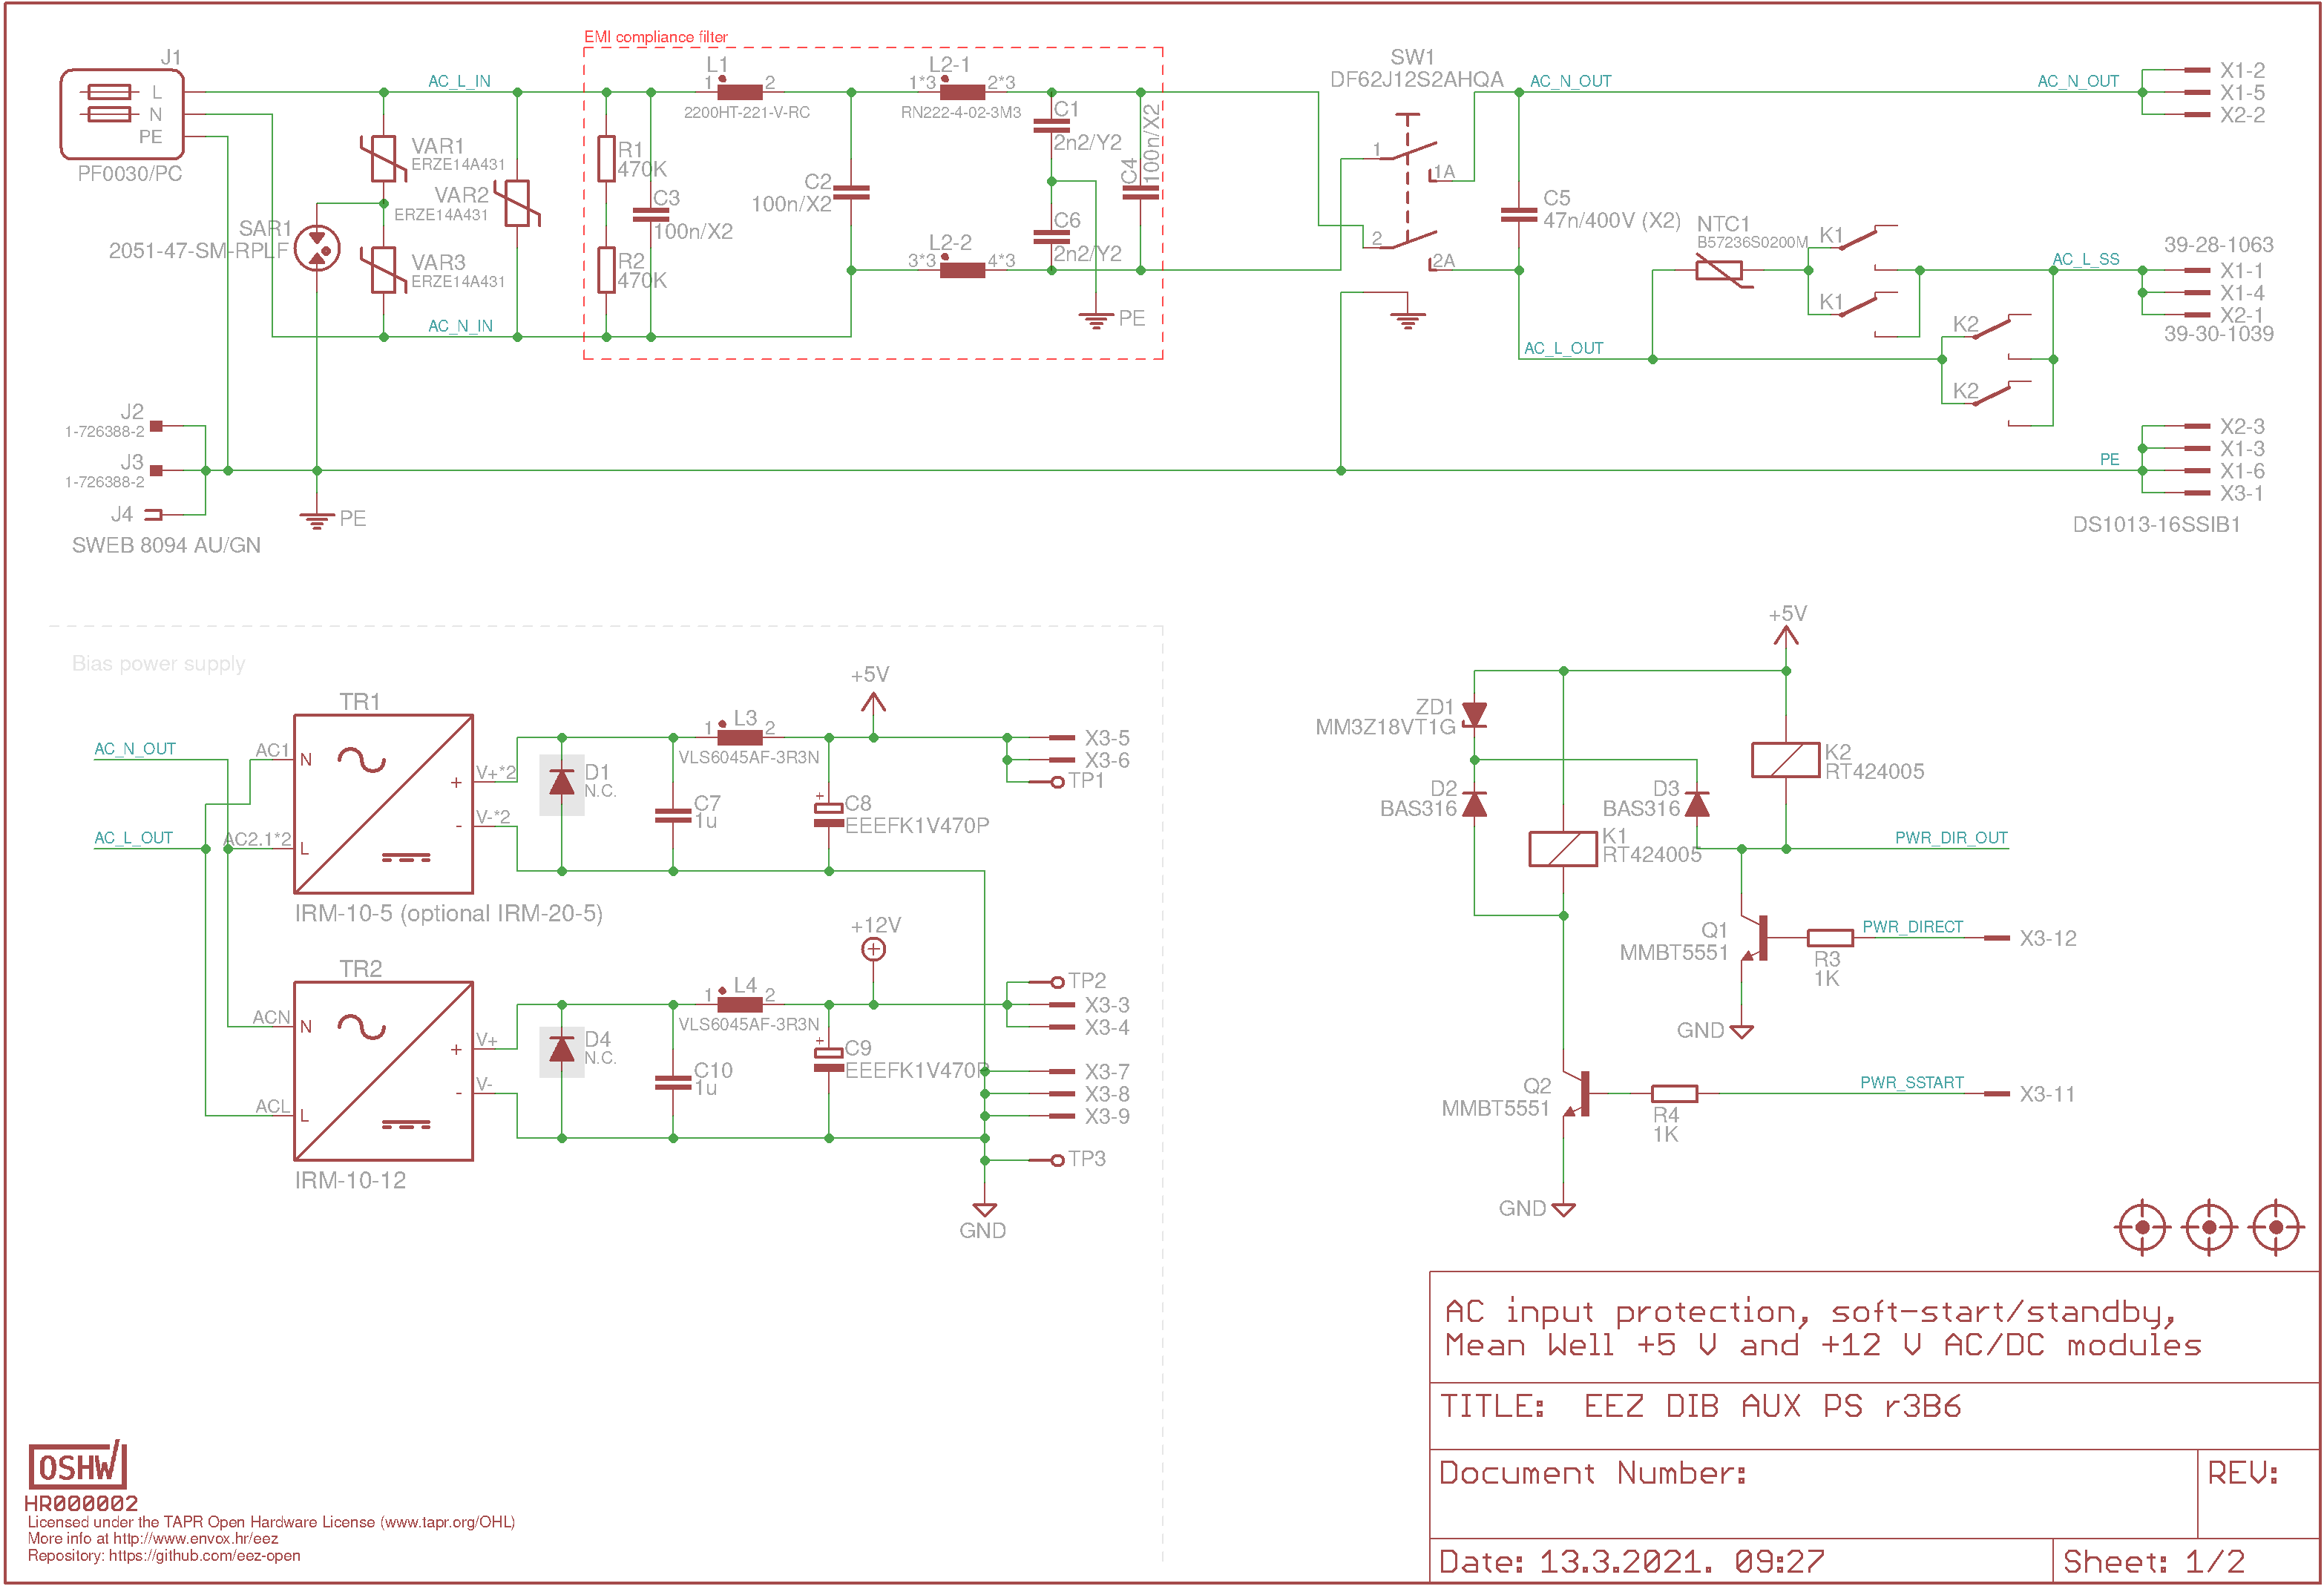 EMI compliance filter
J1
L
N
PE
PF0030/PC
AC_L_IN
VAR1
ERZE14A431
VAR2
ERZE14A431
SAR1
2051-47-SM-RPLF
VAR3
ERZE14A431
AC_N_IN
R1
470K
R2
470K
C3
100n/X2
L1
1
2
2200HT-221-V-RC
C2
100n/X2
L2-1
1*3
2*3
RN222-4-02-3M3
L2-2
3*3
4*3
C1
2n2/Y2
C6
2n2/Y2
C4
100n/X2
PE
SW1
DF62J12S2AHQA
1
1A
2
2A
AC_N_OUT
C5
47n/400V (X2)
NTC1
B57236S0200M
K1
K1
AC_L_OUT
K2
K2
AC_L_SS
AC_N_OUT
X1-2
X1-5
X2-2
39-28-1063
X1-1
X1-4
X2-1
39-30-1039
PE
X2-3
X1-3
X1-6
X3-1
DS1013-16SSIB1
J2
1-726388-2
J3
1-726388-2
J4
SWEB 8094 AU/GN
PE
Bias power supply
TR1
AC_N_OUT
AC1
N
AC_L_OUT
AC2.1*2
L
+
V+*2
-
V-*2
IRM-10-5 (optional IRM-20-5)
D1
N.C.
C7
1u
L3
1
2
VLS6045AF-3R3N
+5V
+
C8
EEEFK1V470P
X3-5
X3-6
TP1
TR2
ACN
N
ACL
L
+
V+
-
V-
IRM-10-12
D4
N.C.
C10
1u
L4
1
2
VLS6045AF-3R3N
+12V
+
C9
EEEFK1V470P
TP2
X3-3
X3-4
X3-7
X3-8
X3-9
TP3
GND
+5V
ZD1
MM3Z18VT1G
D2
BAS316
D3
BAS316
K2
RT424005
K1
RT424005
PWR_DIR_OUT
Q1
MMBT5551
R3
1K
PWR_DIRECT
X3-12
GND
Q2
MMBT5551
R4
1K
PWR_SSTART
X3-11
GND
AC input protection, soft-start/standby,
Mean Well +5 V and +12 V AC/DC modules
TITLE: EEZ DIB AUX PS r3B6
Document Number:
REV:
Date: 13.3.2021. 09:27
Sheet: 1/2
OSHW
HR000002
Licensed under the TAPR Open Hardware License (www.tapr.org/OHL)
More info at http://www.envox.hr/eez
Repository: https://github.com/eez-open